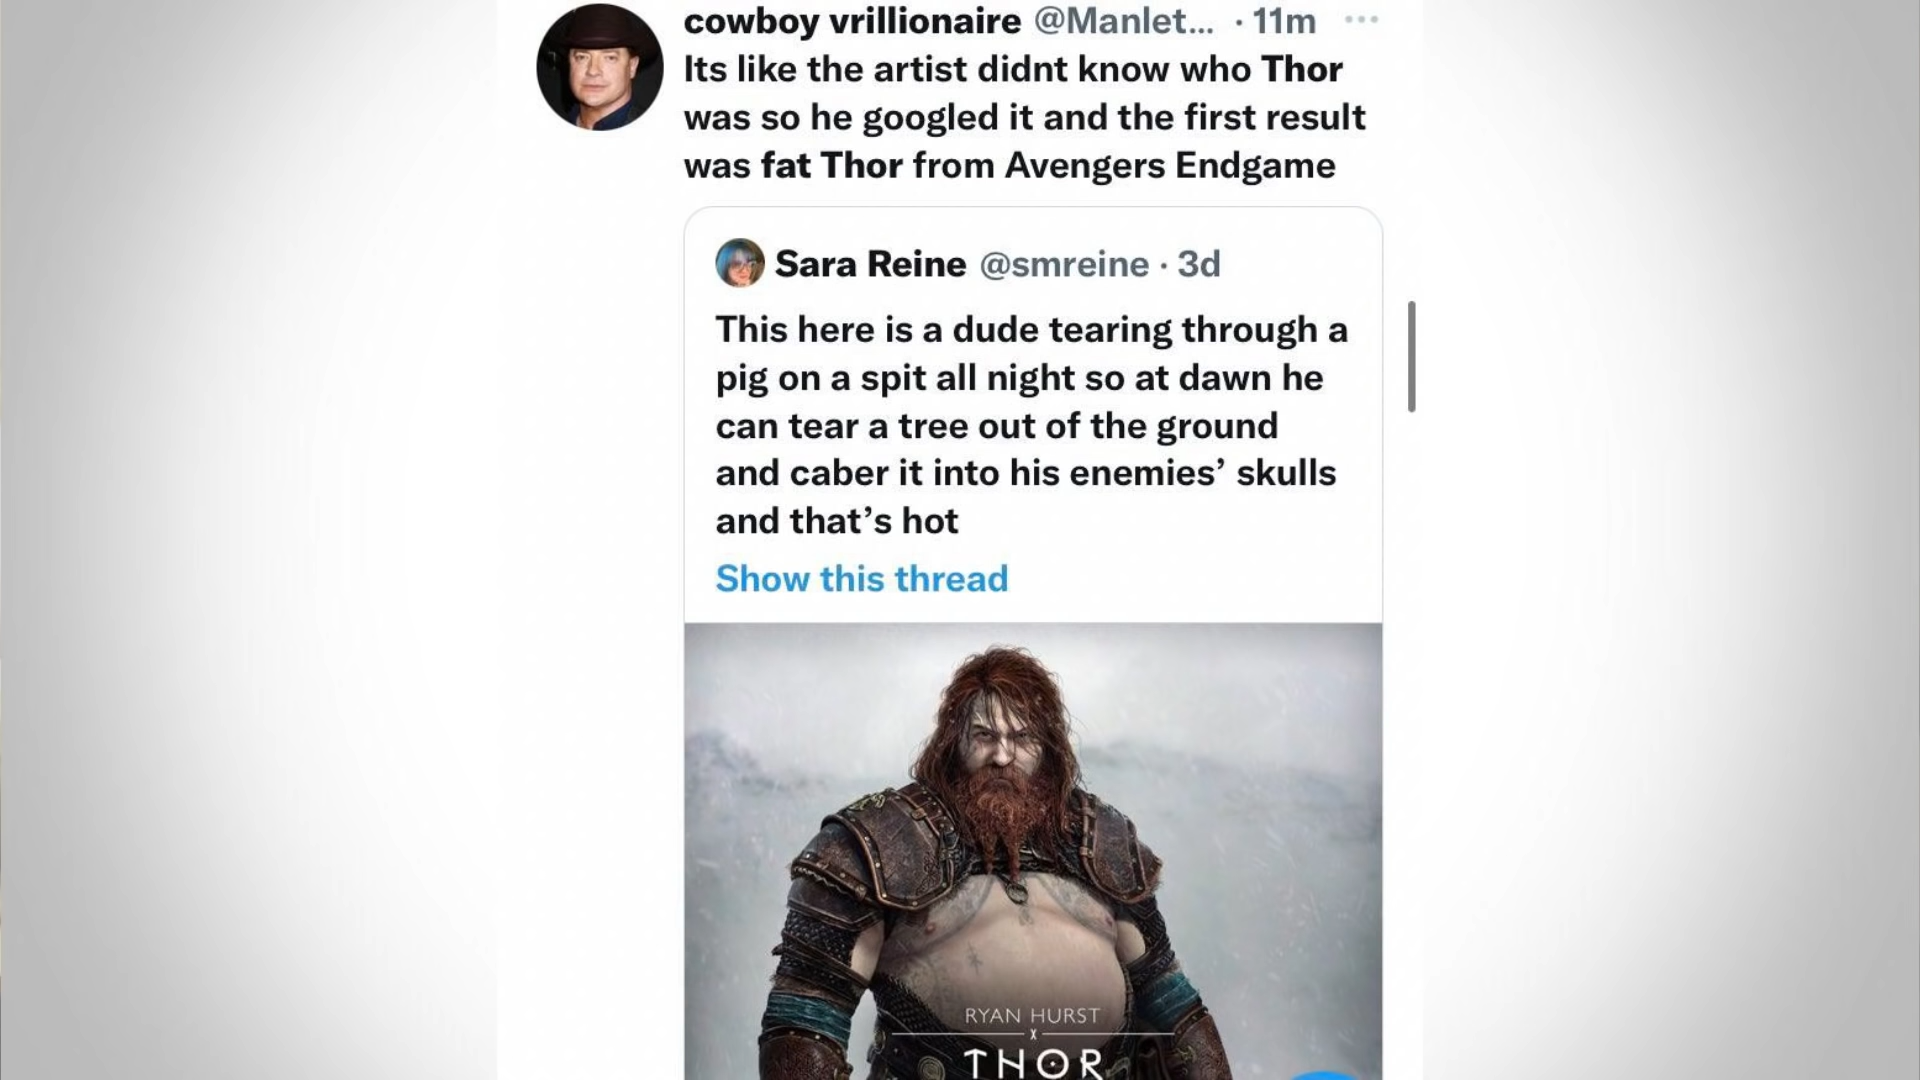 cowboy vrillionaire @Manlet... · 11m
Its like the artist didnt know who Thor
was so he googled it and the first result
was fat Thor from Avengers Endgame
Sara Reine @smreine · 3d
This here is a dude tearing through a
pig on a spit all night so at dawn he
can tear a tree out of the ground
and caber it into his enemies’ skulls
and that’s hot
Show this thread
RYAN HURST
X
THOR